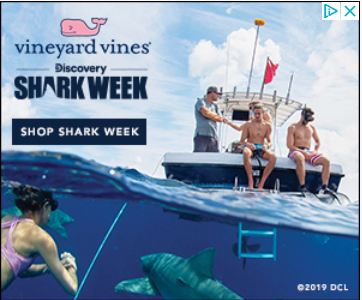 vineyard vines®
Discovery
SHARK WEEK
SHOP SHARK WEEK
©2019 DCL